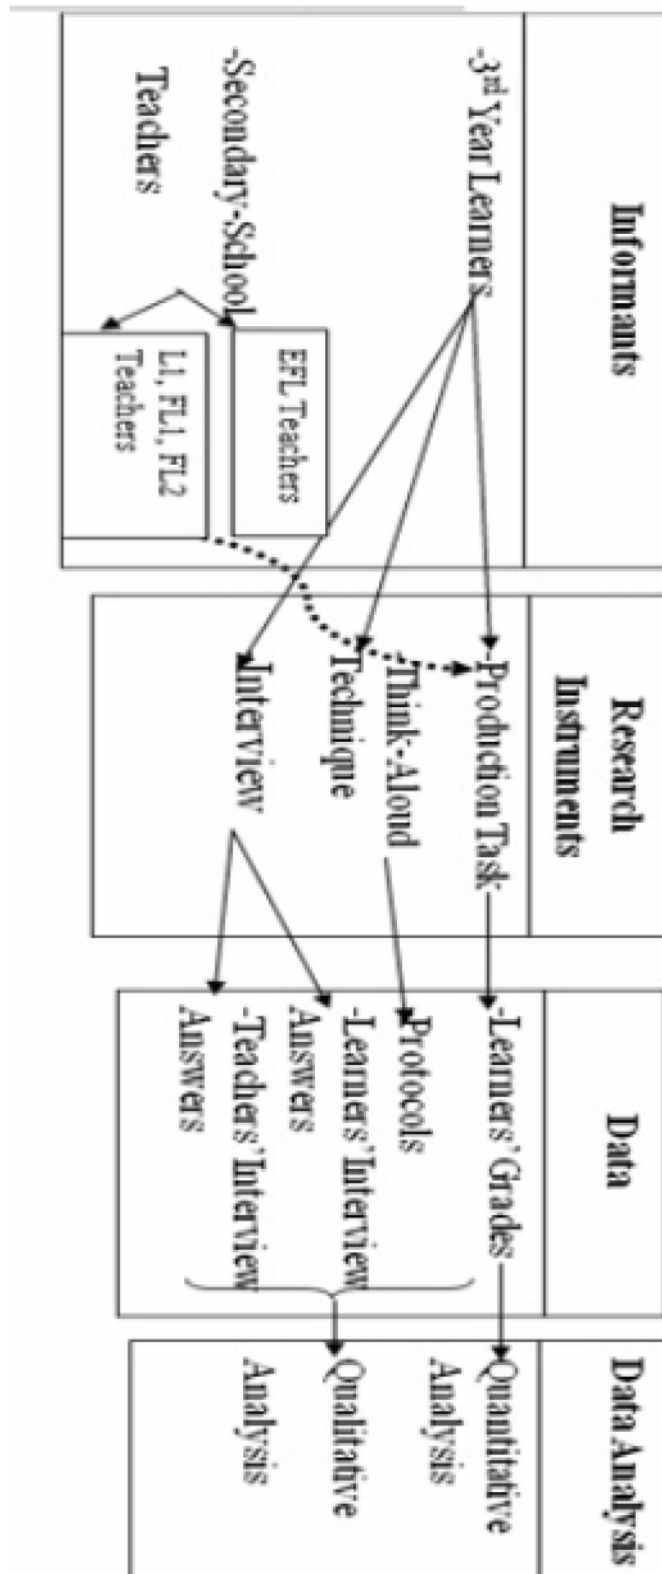 Informants
-3rd Year Learners
-Secondary-School
Teachers
EFL Teachers
L1, FL1, FL2
Teachers
Research
Instruments
-Production Task
-Think-Aloud
Technique
-Interview
Data
-Learners' Grades
Protocols
-Learners' Interview
Answers
-Teachers' Interview
Answers
Data Analysis
Quantitative
Analysis
Qualitative
Analysis